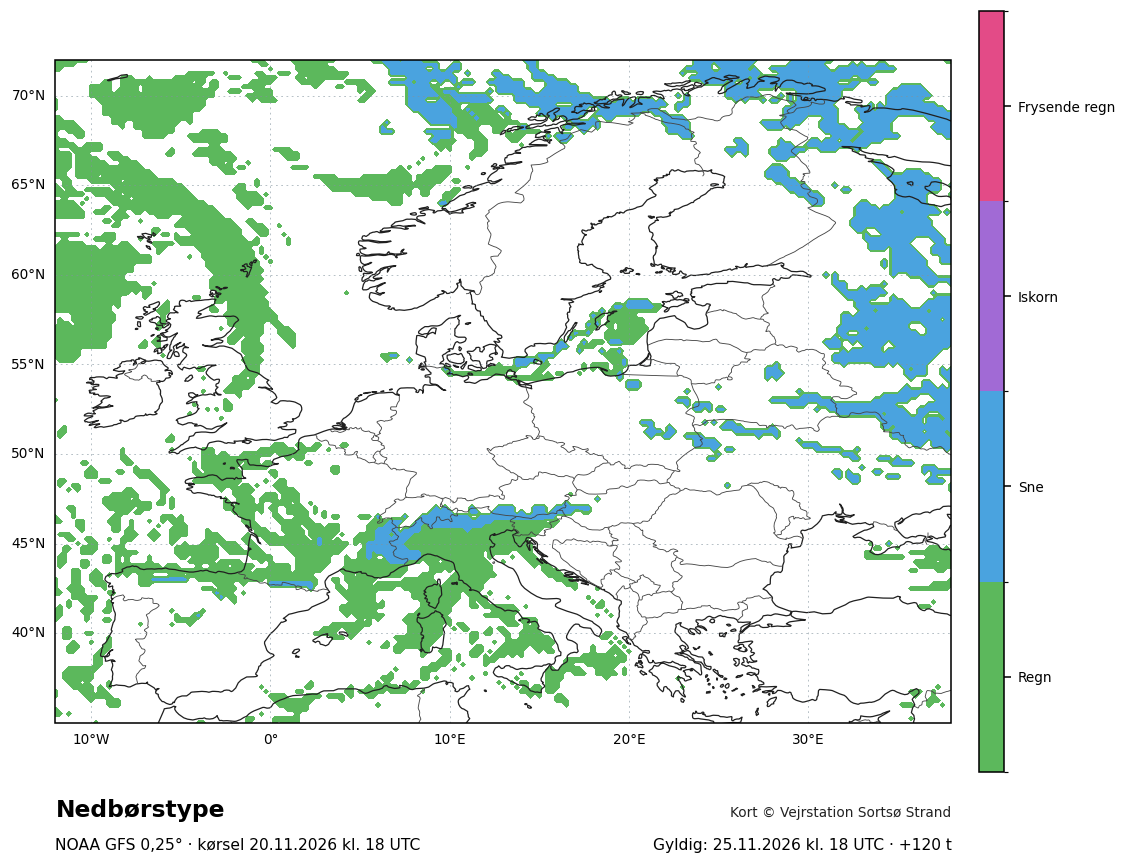 70°N
65°N
60°N
55°N
50°N
45°N
40°N
10°W
0°
10°E
20°E
30°E
Frysende regn
Iskorn
Sne
Regn
Nedbørstype
Kort © Vejrstation Sortsø Strand
NOAA GFS 0,25° · kørsel 20.11.2026 kl. 18 UTC
Gyldig: 25.11.2026 kl. 18 UTC · +120 t